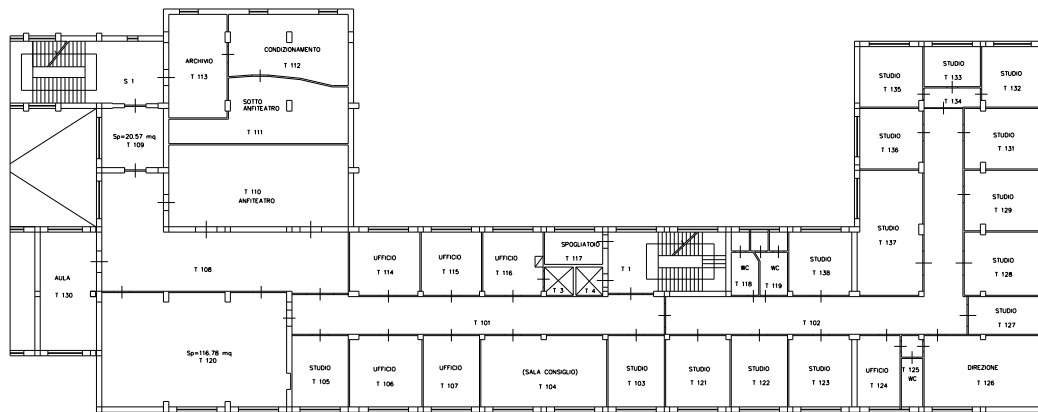 CONDIZIONAMENTO
T 112
ARCHIVIO
T 113
S 1
STUDIO
T 135
STUDIO
T 133
STUDIO
T 132
T 134
SOTTO
ANFITEATRO
T 111
Sp=20.57 mq
T 109
STUDIO
T 136
STUDIO
T 131
T 110
ANFITEATRO
STUDIO
T 129
STUDIO
T 137
AULA
T 130
T 108
UFFICIO
T 114
UFFICIO
T 115
UFFICIO
T 116
SPOGLIATOIO
T 117
T 3
T 4
T 1
WC
T 118
WC
T 119
STUDIO
T 138
STUDIO
T 128
T 101
T 102
STUDIO
T 127
Sp=116.78 mq
T 120
STUDIO
T 105
UFFICIO
T 106
UFFICIO
T 107
(SALA CONSIGLIO)
T 104
STUDIO
T 103
STUDIO
T 121
STUDIO
T 122
STUDIO
T 123
UFFICIO
T 124
T 125
WC
DIREZIONE
T 126